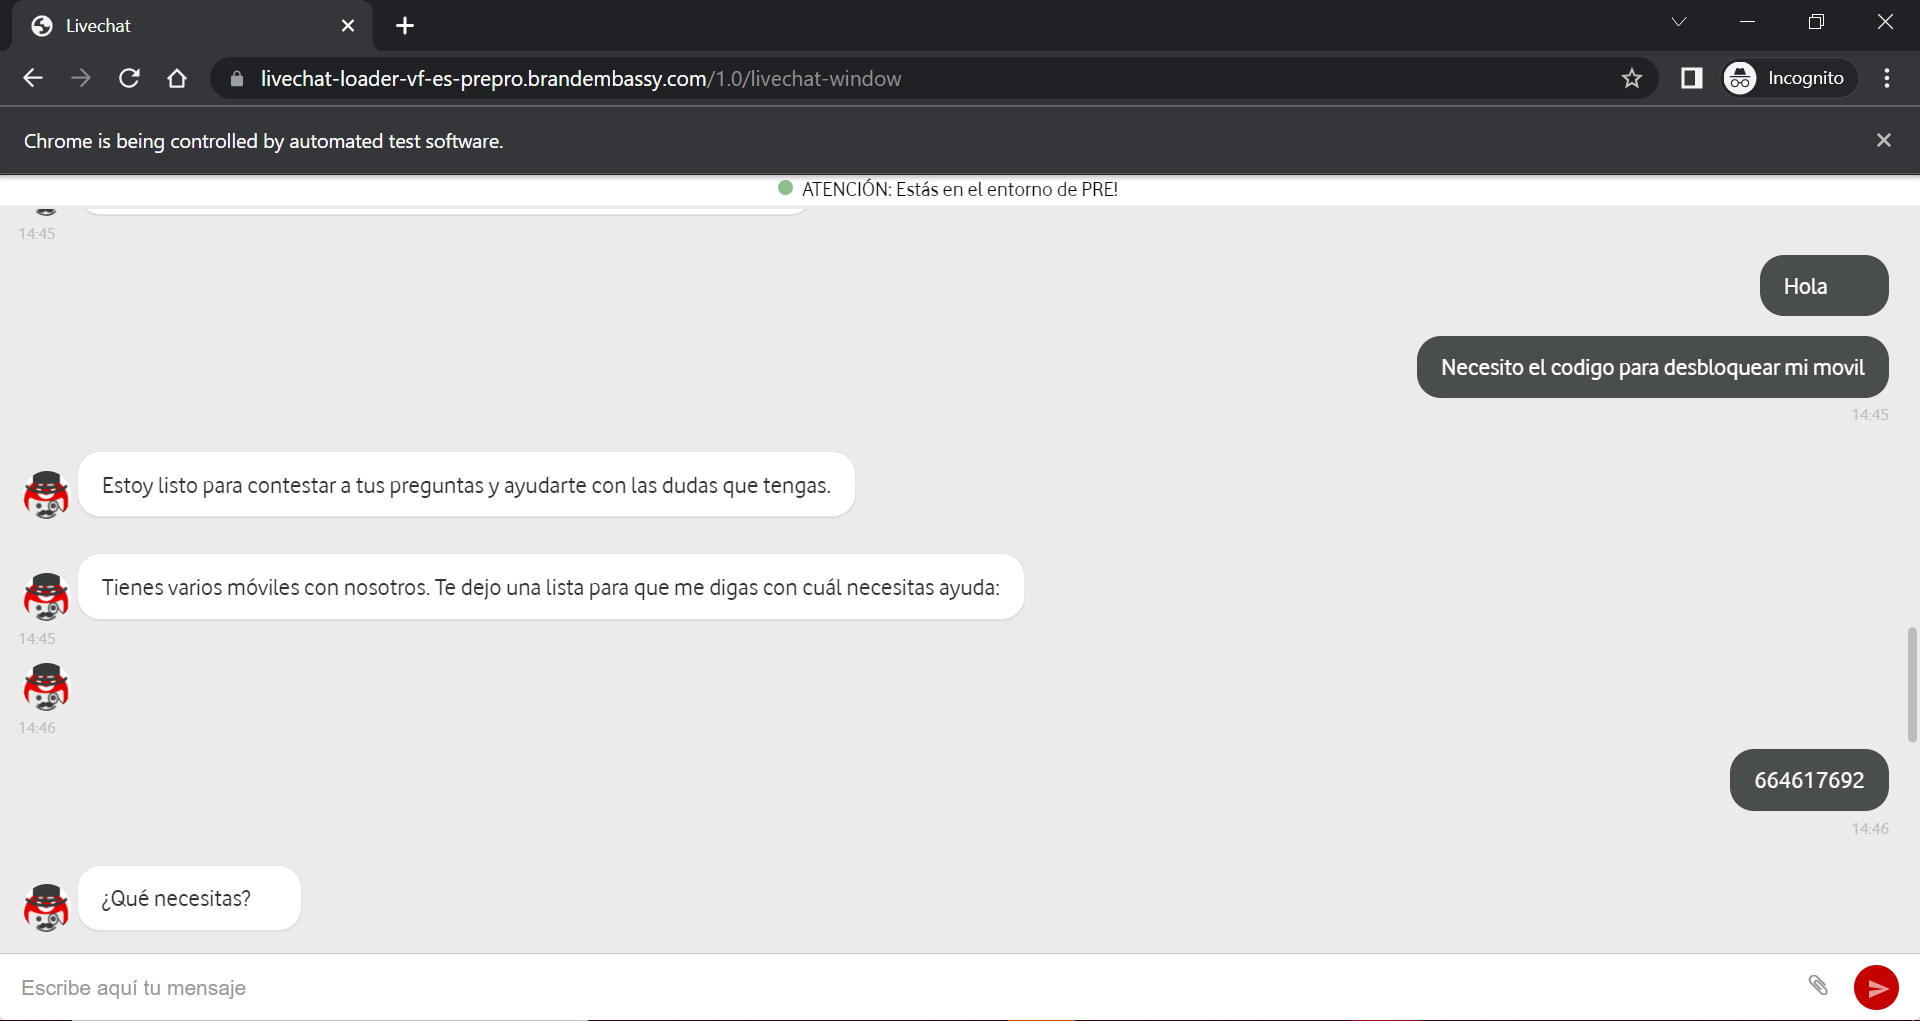 Livechat
livechat-loader-vf-es-prepro.brandembassy.com/1.0/livechat-window
Incognito
Chrome is being controlled by automated test software.
ATENCIÓN: Estás en el entorno de PRE!
14:45
Hola
Necesito el codigo para desbloquear mi movil
14:45
Estoy listo para contestar a tus preguntas y ayudarte con las dudas que tengas.
Tienes varios móviles con nosotros. Te dejo una lista para que me digas con cuál necesitas ayuda:
14:45
14:46
664617692
14:46
¿Qué necesitas?
Escribe aquí tu mensaje